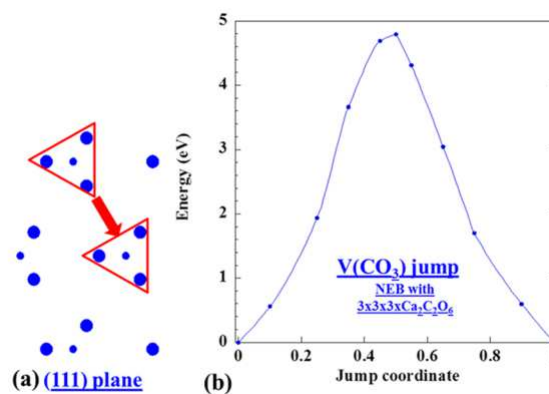 (a) (111) plane
(b)
Energy (eV)
5
4
3
2
1
0
V(CO3) jump
NEB with
3x3x3xCa2C2O6
0
0.2
0.4
0.6
0.8
Jump coordinate